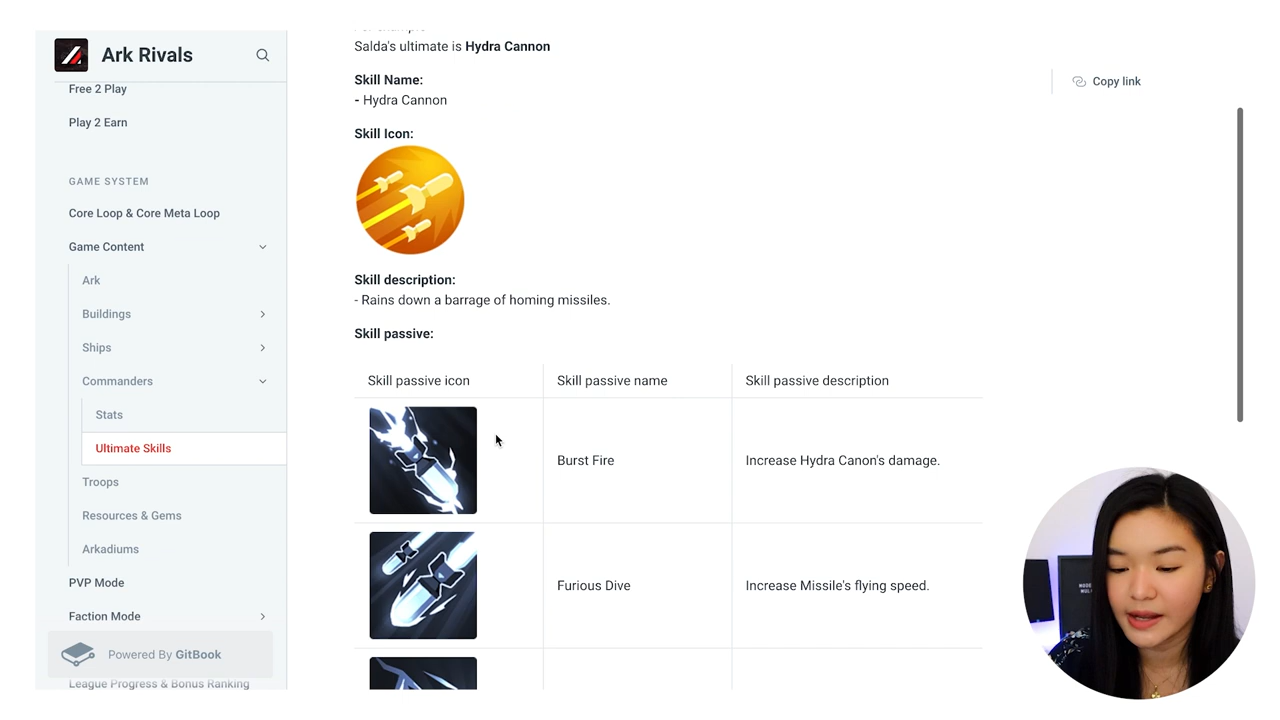 Ark Rivals
Free 2 Play
Play 2 Earn
GAME SYSTEM
Core Loop & Core Meta Loop
Game Content
Ark
Buildings
Ships
Commanders
Stats
Ultimate Skills
Troops
Resources & Gems
Arkadiums
PVP Mode
Faction Mode
Powered By GitBook
League Progress & Bonus Ranking
Salda's ultimate is Hydra Cannon
Skill Name:
- Hydra Cannon
Skill Icon:
Skill description:
- Rains down a barrage of homing missiles.
Skill passive:
Skill passive icon Skill passive name Skill passive description
Burst Fire Increase Hydra Canon's damage.
Furious Dive Increase Missile's flying speed.
Copy link